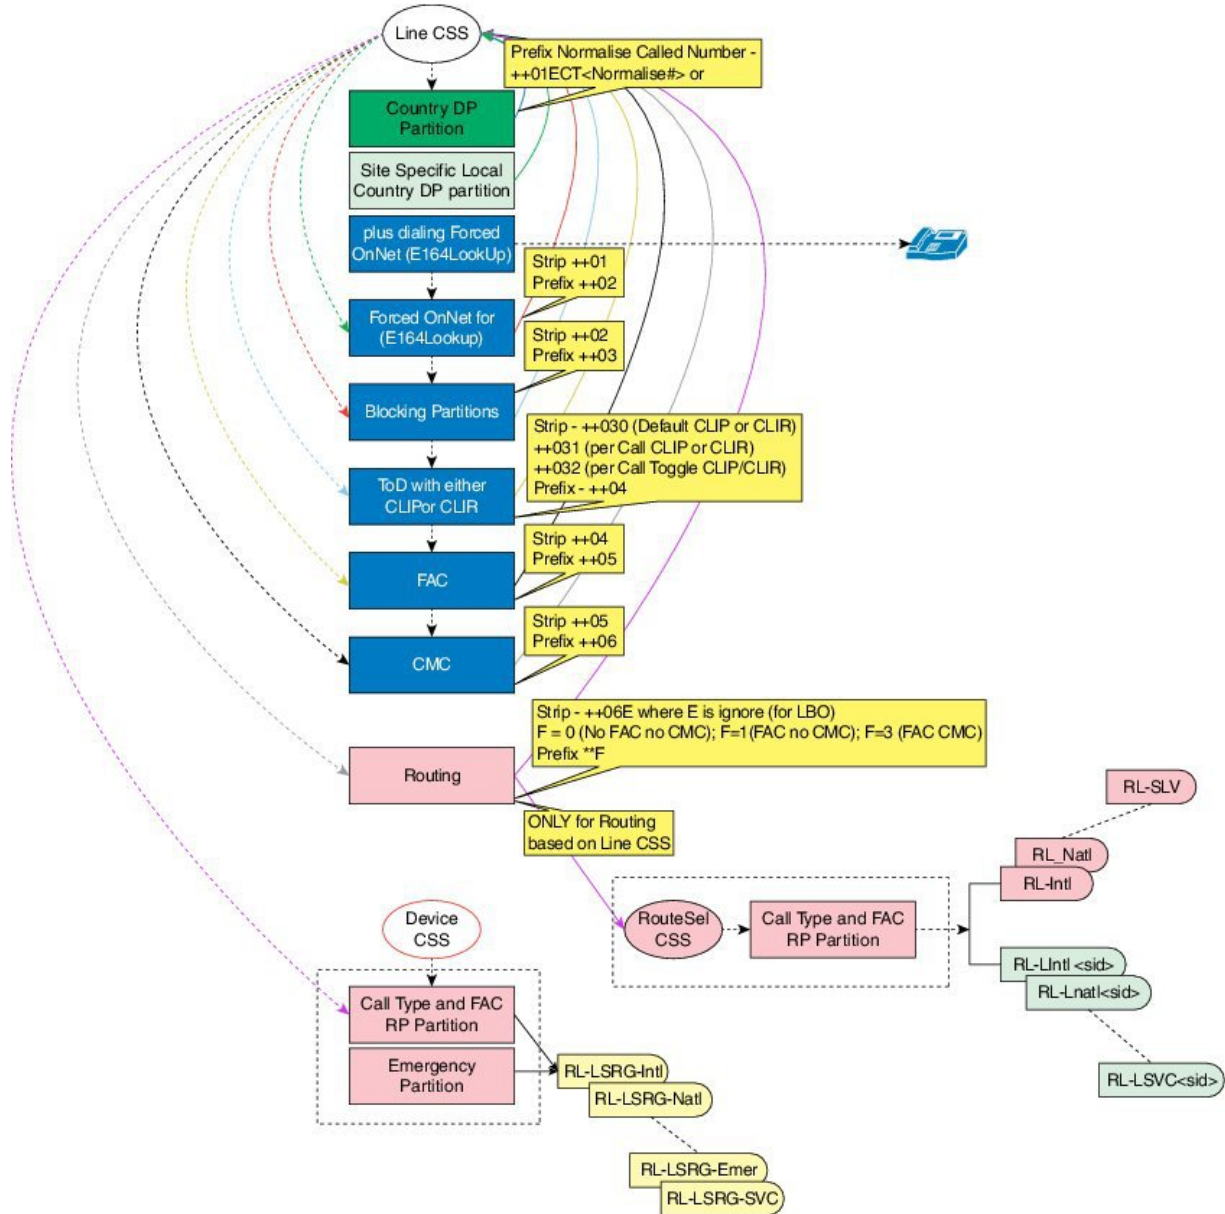 Line CSS
Prefix Normalise Called Number -
++01ECT<Normalise#> or
Country DP
Partition
Site Specific Local
Country DP partition
plus dialing Forced
OnNet (E164LookUp)
Strip ++01
Prefix ++02
Forced OnNet for
(E164Lookup)
Strip ++02
Prefix ++03
Blocking Partitions
Strip - ++030 (Default CLIP or CLIR)
++031 (per Call CLIP or CLIR)
++032 (per Call Toggle CLIP/CLIR)
Prefix - ++04
ToD with either
CLIPor CLIR
Strip ++04
Prefix ++05
FAC
Strip ++05
Prefix ++06
CMC
Strip - ++06E where E is ignore (for LBO)
F = 0 (No FAC no CMC); F=1(FAC no CMC); F=3 (FAC CMC)
Prefix **F
Routing
ONLY for Routing
based on Line CSS
RL-SLV
RL_Natl
RL-Intl
RouteSel
CSS
Call Type and FAC
RP Partition
RL-LIntl <sid>
RL-Lnatl<sid>
RL-LSVC<sid>
Device
CSS
Call Type and FAC
RP Partition
Emergency
Partition
RL-LSRG-Intl
RL-LSRG-Natl
RL-LSRG-Emer
RL-LSRG-SVC